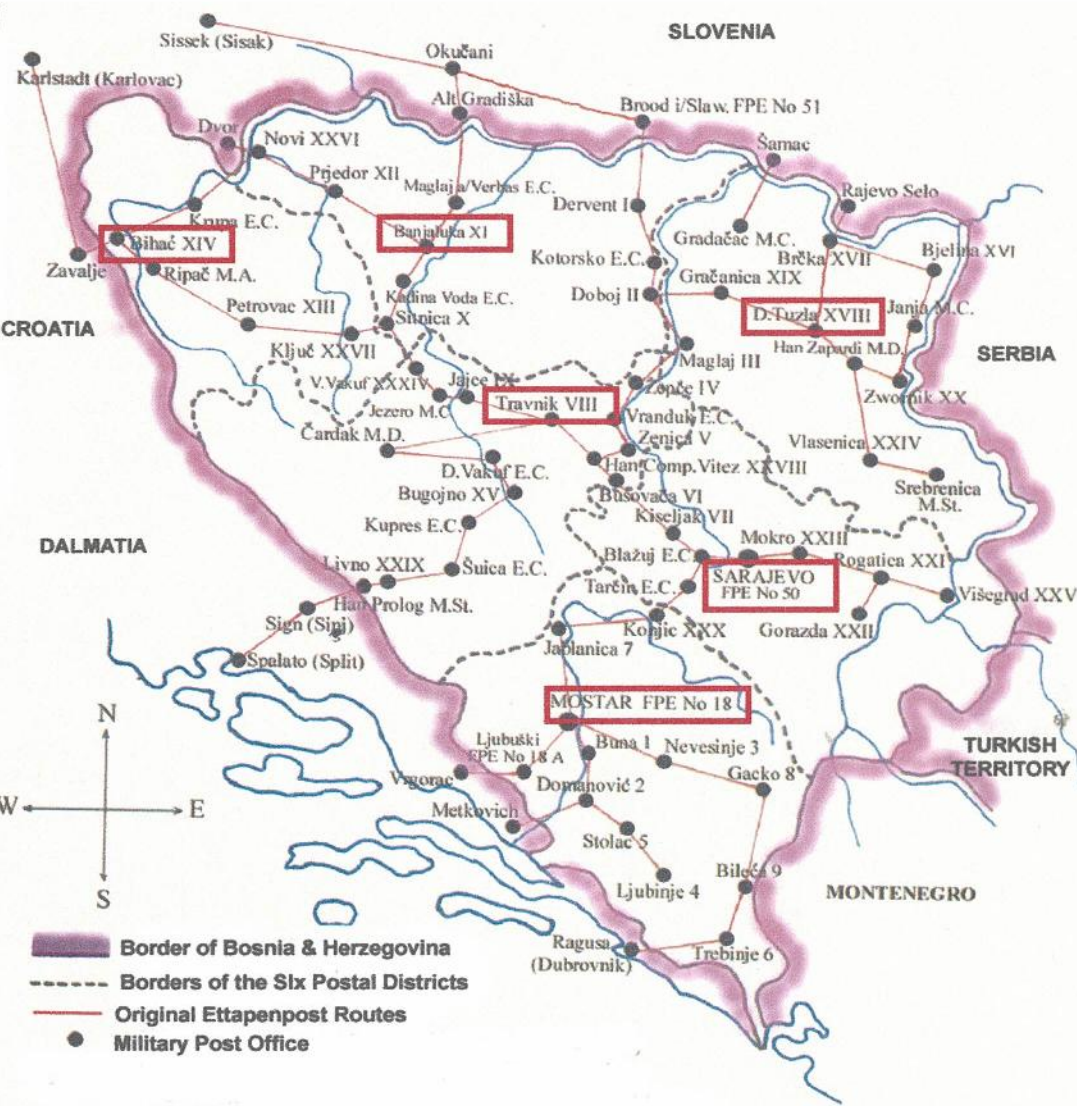 SLOVENIA
Sissek (Sisak)
Okučani
Karlstadt (Karlovac)
Alt Gradiška
Brood i/Slaw. FPE No 51
Dvor
Novi XXVI
Šamac
Prjedor XII
Maglaj a/Verbas E.C.
Rajevo Selo
Krupa E.C.
Dervent I
Banjaluka XI
Gradačac M.C.
Bihać XIV
Brčka XVII
Bjelina XVI
Zavalje
Ripač M.A.
Kotorsko E.C.
Gračanica XIX
Kadina Voda E.C.
Doboj II
Petrovac XIII
Sitnica X
D.Tuzla XVIII
Janja M.C.
CROATIA
Ključ XXVII
Han Zapardi M.D.
SERBIA
Maglaj III
V.Vakuf XXXIV
Jajce IX
Zepče IV
Zwornik XX
Travnik VIII
Jezero M.C
Vranduk E.C.
Čardak M.D.
Zenica V
Vlasenica XXIV
D.Vakuf E.C.
Han Comp.Vitez XXVIII
Bugojno XV
Bušovača VI
Srebrenica
M.St.
Kupres E.C.
Kiseljak VII
DALMATIA
Mokro XXIII
Blažuj E.C.
Rogatica XXI
Livno XXIX
Šuica E.C.
SARAJEVO
FPE No 50
Tarčin E.C.
Višegrad XXV
Han Prolog M.St.
Sign (Sinj)
Konjic XXX
Gorazda XXII
Jablanica 7
Spalato (Split)
MOSTAR FPE No 18
N
Ljubuški
FPE No 18 A
Buna 1
Nevesinje 3
TURKISH
TERRITORY
Vrgorac
Gacko 8
Domanović 2
W
E
Metkovich
Stolac 5
S
Ljubinje 4
Bileća 9
MONTENEGRO
Border of Bosnia & Herzegovina
Ragusa
(Dubrovnik)
Trebinje 6
Borders of the SIx Postal Districts
Original Ettapenpost Routes
Military Post Office